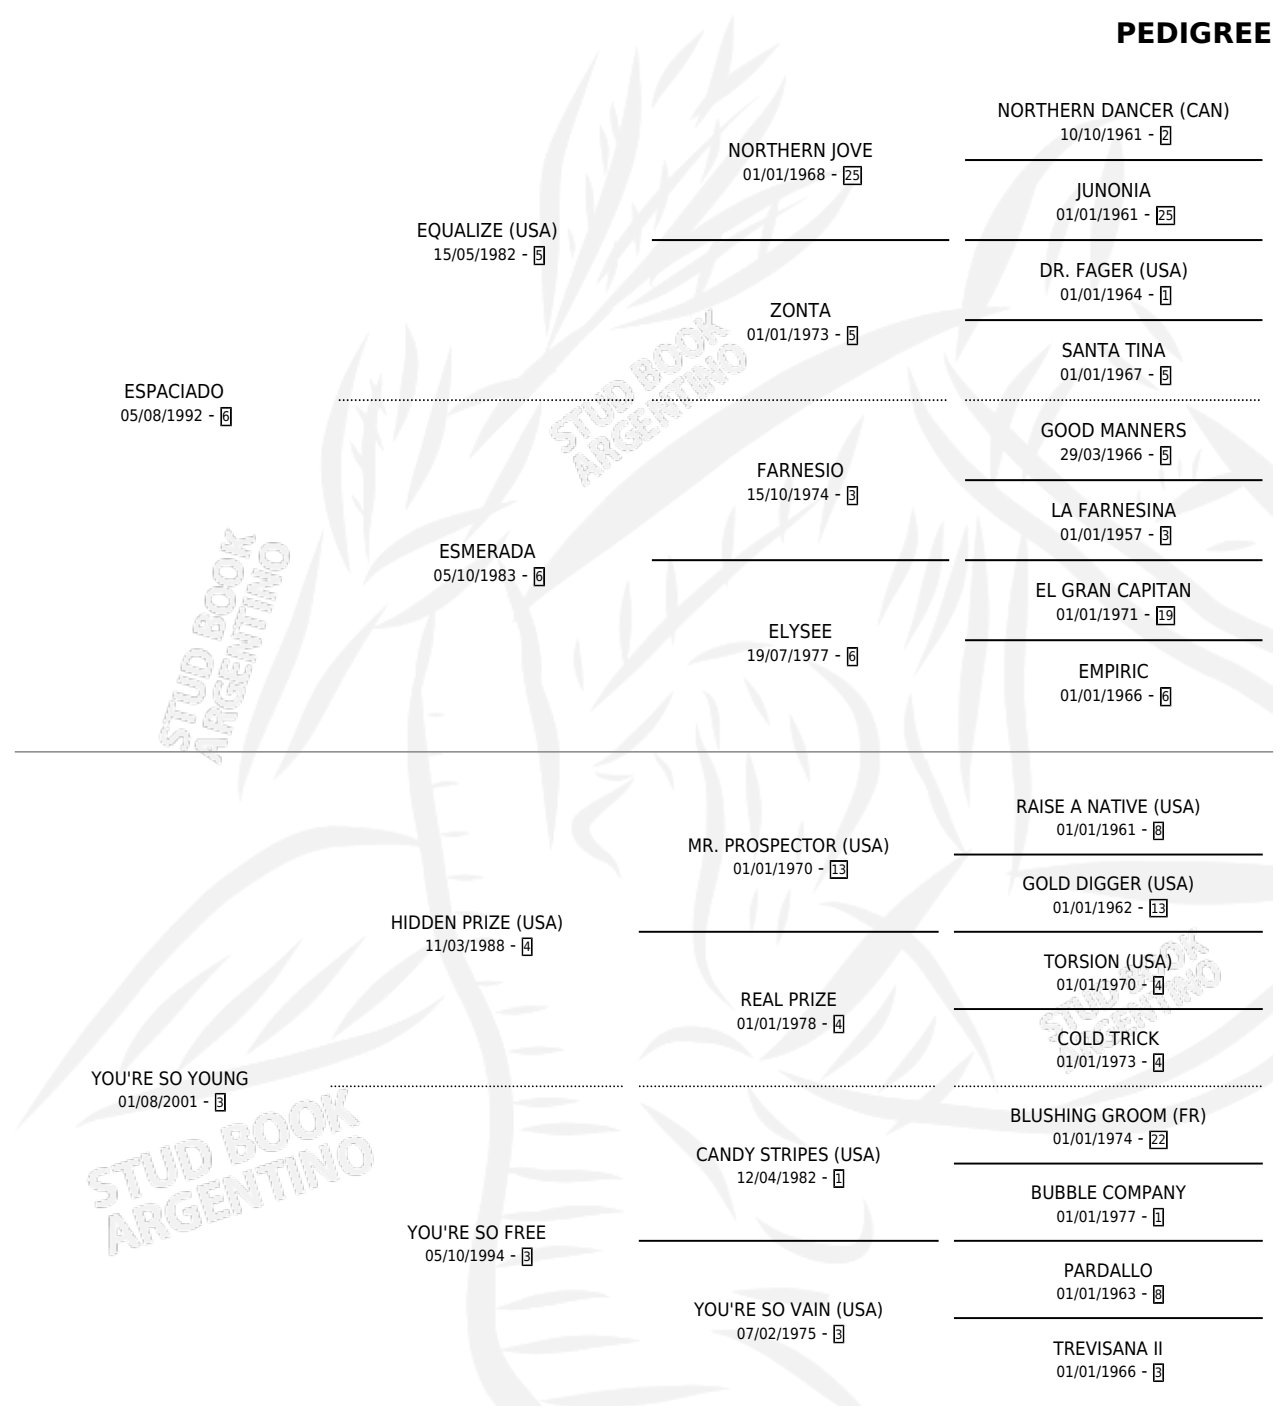 PEDIGREE
NORTHERN DANCER (CAN)
10/10/1961 - 2
NORTHERN JOVE
01/01/1968 - 25
JUNONIA
01/01/1961 - 25
EQUALIZE (USA)
15/05/1982 - 5
DR. FAGER (USA)
01/01/1964 - 1
ZONTA
01/01/1973 - 5
SANTA TINA
01/01/1967 - 5
ESPACIADO
05/08/1992 - 6
GOOD MANNERS
29/03/1966 - 5
FARNESIO
15/10/1974 - 3
LA FARNESINA
01/01/1957 - 3
ESMERADA
05/10/1983 - 6
EL GRAN CAPITAN
01/01/1971 - 19
ELYSEE
19/07/1977 - 6
EMPIRIC
01/01/1966 - 6
RAISE A NATIVE (USA)
01/01/1961 - 8
MR. PROSPECTOR (USA)
01/01/1970 - 13
GOLD DIGGER (USA)
01/01/1962 - 13
HIDDEN PRIZE (USA)
11/03/1988 - 4
TORSION (USA)
01/01/1970 - 4
REAL PRIZE
01/01/1978 - 4
COLD TRICK
01/01/1973 - 4
YOU'RE SO YOUNG
01/08/2001 - 3
BLUSHING GROOM (FR)
01/01/1974 - 22
CANDY STRIPES (USA)
12/04/1982 - 1
BUBBLE COMPANY
01/01/1977 - 1
YOU'RE SO FREE
05/10/1994 - 3
PARDALLO
01/01/1963 - 8
YOU'RE SO VAIN (USA)
07/02/1975 - 3
TREVISANA II
01/01/1966 - 3
STUD BOOK
ARGENTINO
STUD BOOK
ARGENTINO
STUD BOOK
ARGENTINO
STUD BOOK
ARGENTINO